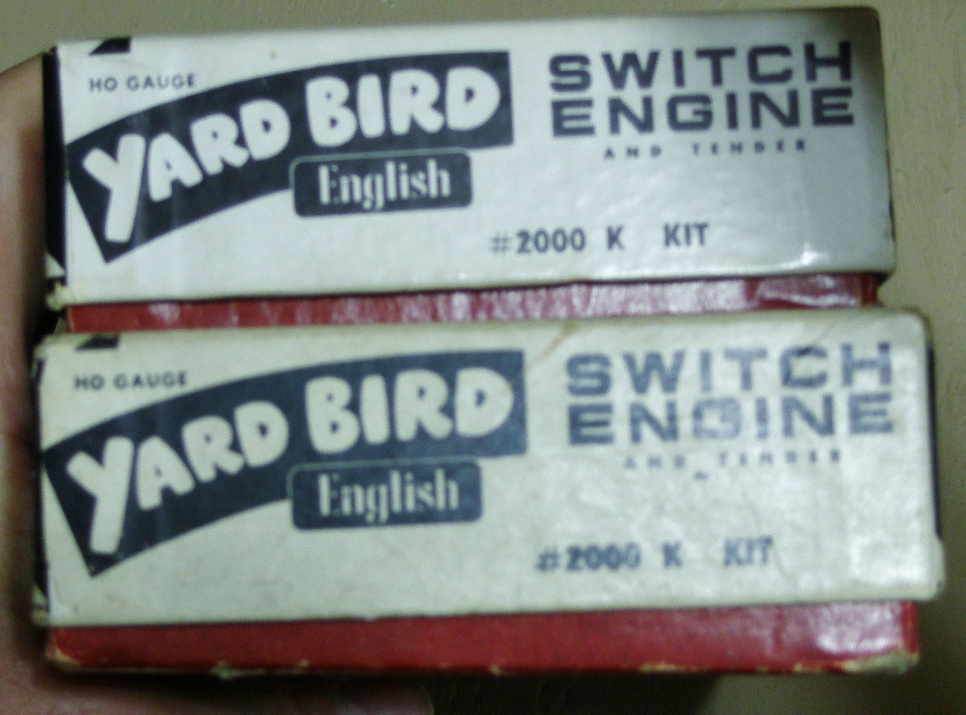 HO GAUGE
YARD BIRD
English
SWITCH
ENGINE
AND TENDER
#2000 K KIT
HO GAUGE
YARD BIRD
English
SWITCH
ENGINE
AND TENDER
#2000 K KIT